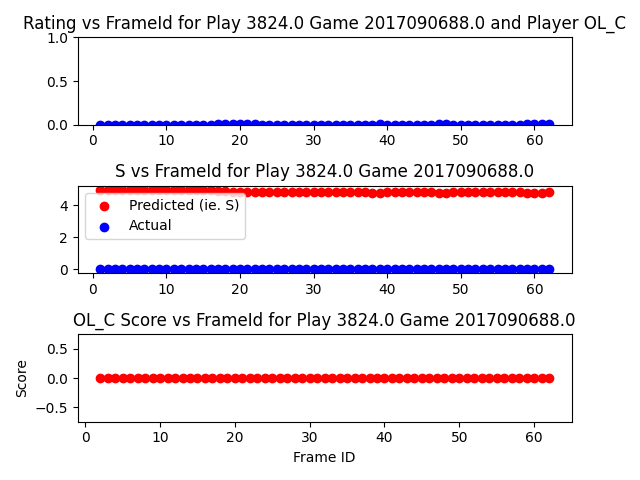 Rating vs FrameId for Play 3824.0 Game 2017090688.0 and Player OL_C
1.0
0.5
0.0
0 10 20 30 40 50 60
S vs FrameId for Play 3824.0 Game 2017090688.0
4
2
0
Predicted (ie. S)
Actual
0 10 20 30 40 50 60
OL_C Score vs FrameId for Play 3824.0 Game 2017090688.0
Score
0.5
0.0
−0.5
0 10 20 30 40 50 60
Frame ID